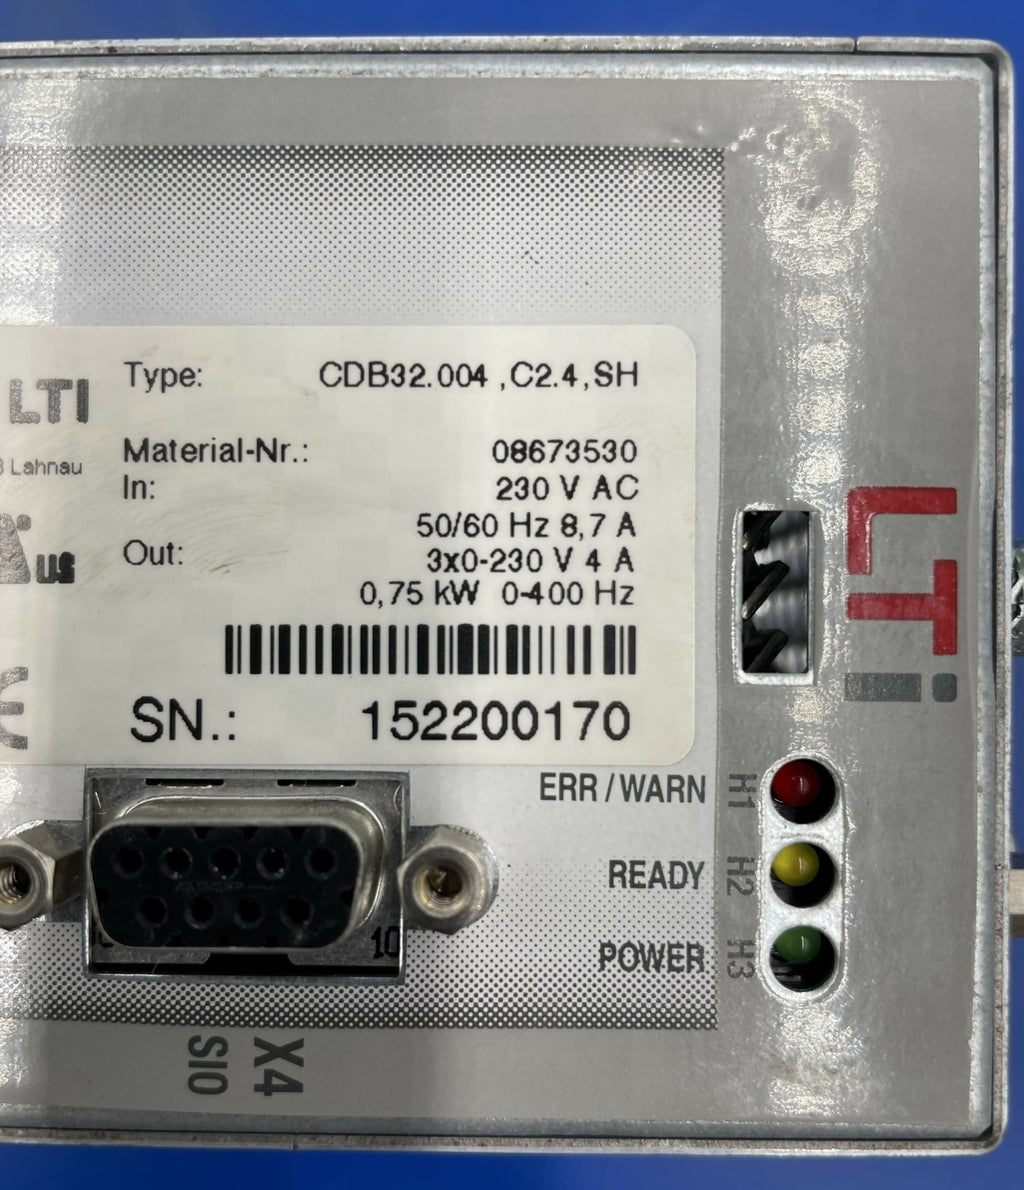 LTI
Lahnau
US
Type: CDB32.004 ,C2.4,SH
Material-Nr.: 08673530
In: 230 V AC
50/60 Hz 8,7 A
Out: 3x0-230 V 4 A
0,75 kW 0-400 Hz
SN.: 152200170
LTi
ERR / WARN H1
READY H2
POWER H3
AMP
10
X4
SIO